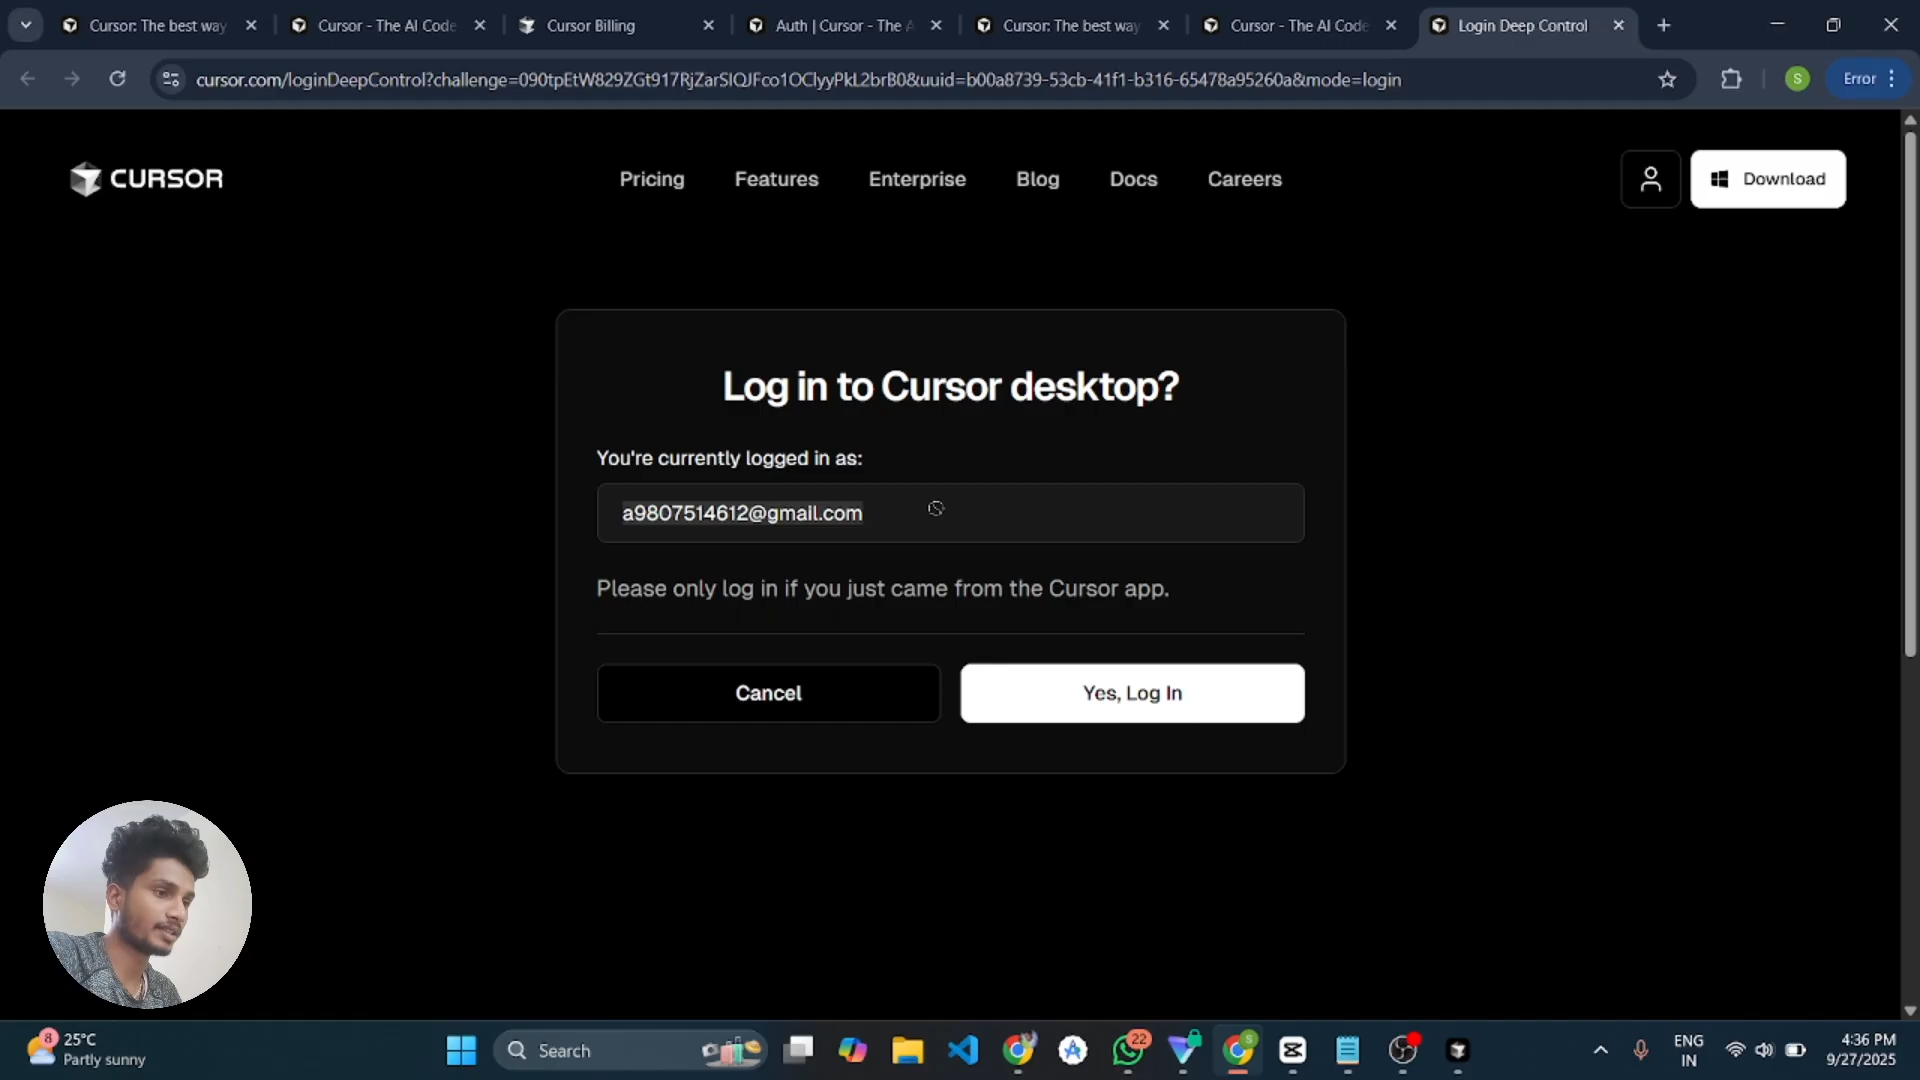 Cursor: The best way
Cursor - The AI Code
Cursor Billing
Auth | Cursor - The A
Cursor: The best way
Cursor - The AI Code
Login Deep Control
cursor.com/loginDeepControl?challenge=090tpEtW829ZGt917RjZarSlQJFco1OClyyPkL2brB0&uuid=b00a8739-53cb-41f1-b316-65478a95260a&mode=login
S
Error
CURSOR
Pricing
Features
Enterprise
Blog
Docs
Careers
Download
Log in to Cursor desktop?
You're currently logged in as:
a9807514612@gmail.com
Please only log in if you just came from the Cursor app.
Cancel
Yes, Log In
8
25°C
Partly sunny
Search
22
S
ENG
IN
4:36 PM
9/27/2025